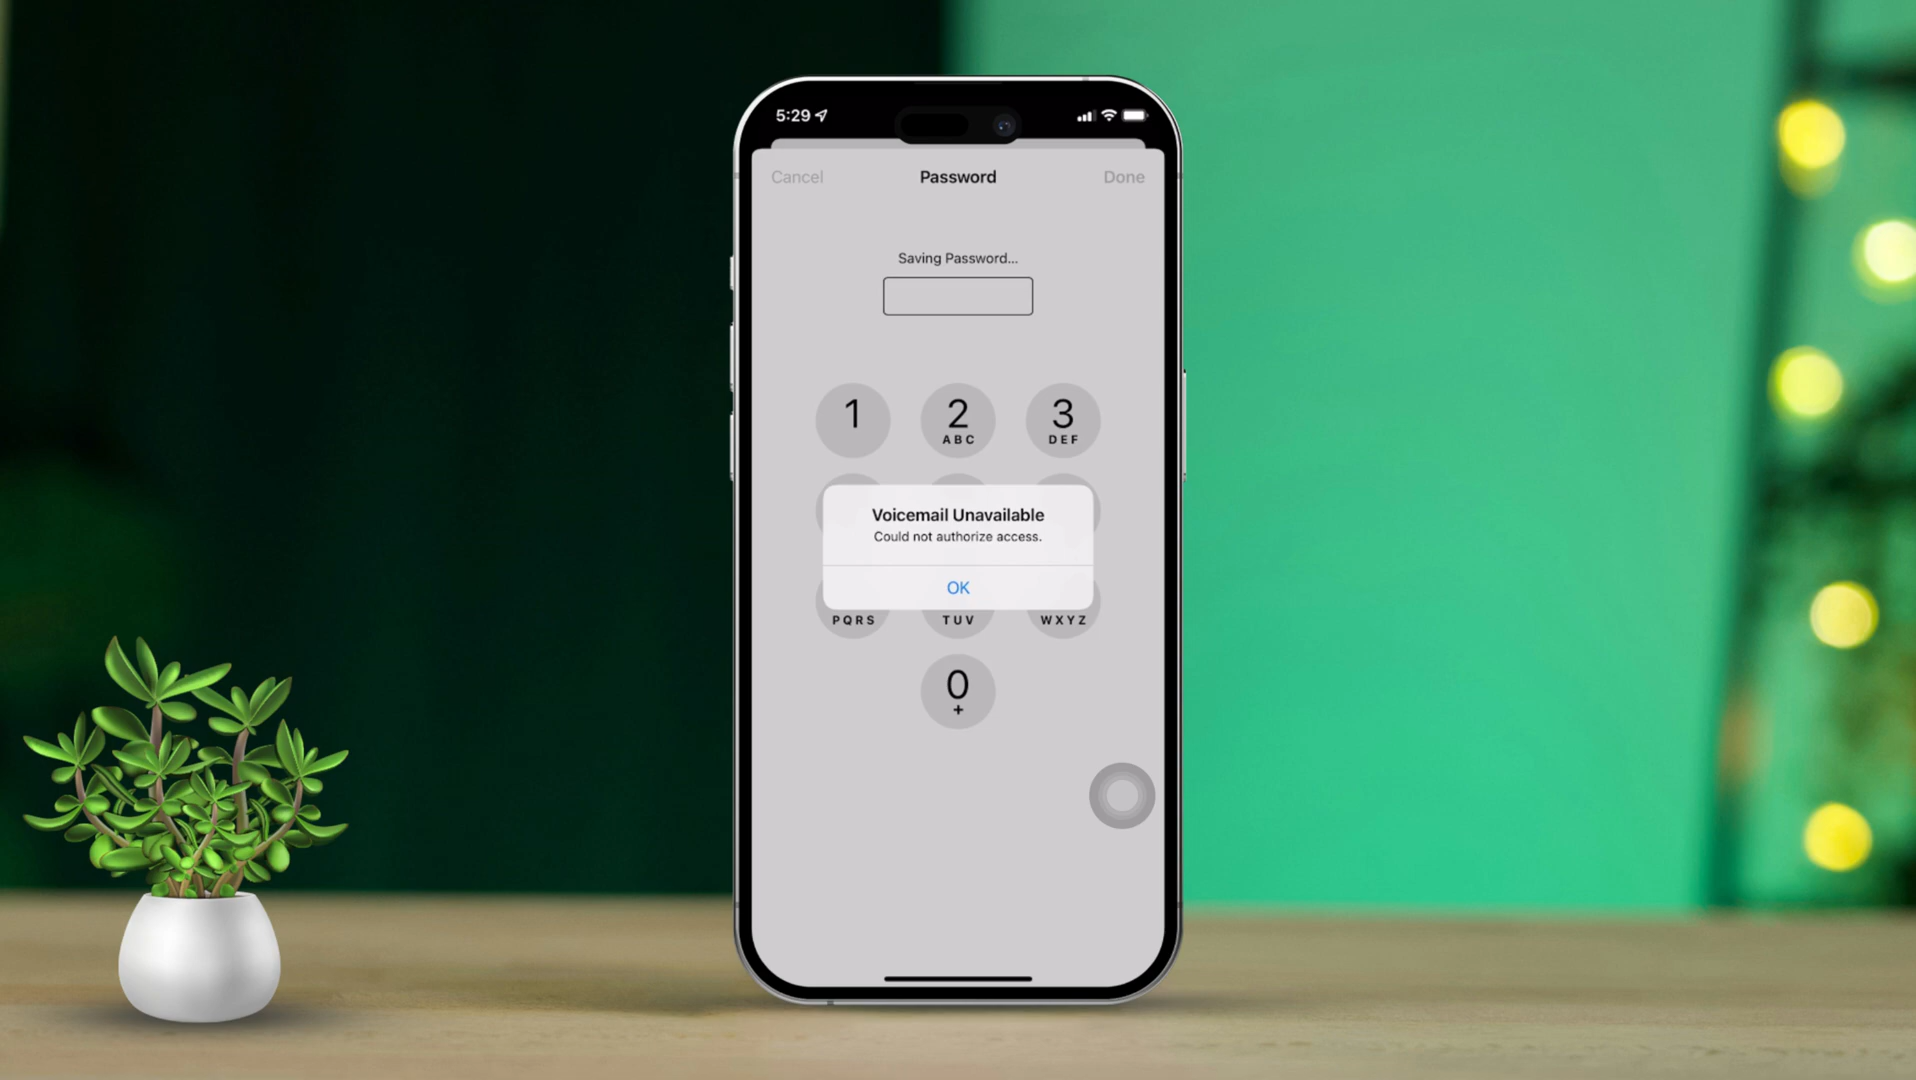 5:29
Cancel Password Done
Saving Password...
1 2 3
ABC DEF
Voicemail Unavailable
Could not authorize access.
OK
PQRS TUV WXYZ
0
+